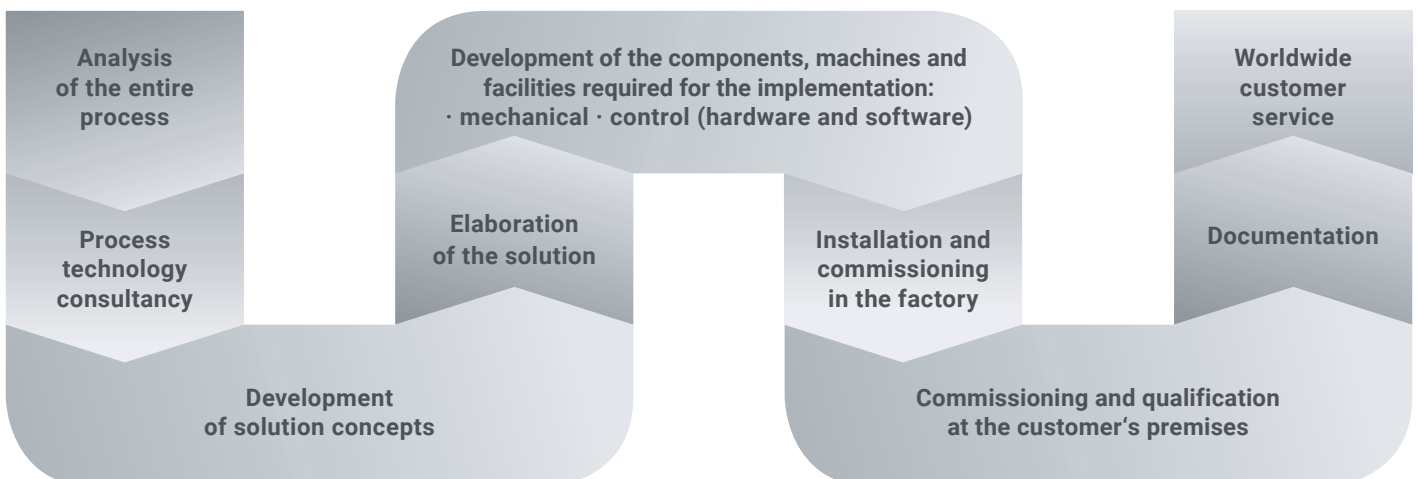 Analysis
of the entire
process
Process
technology
consultancy
Development
of solution concepts
Elaboration
of the solution
Development of the components, machines and
facilities required for the implementation:
· mechanical · control (hardware and software)
Installation and
commissioning
in the factory
Commissioning and qualification
at the customer‘s premises
Documentation
Worldwide
customer
service